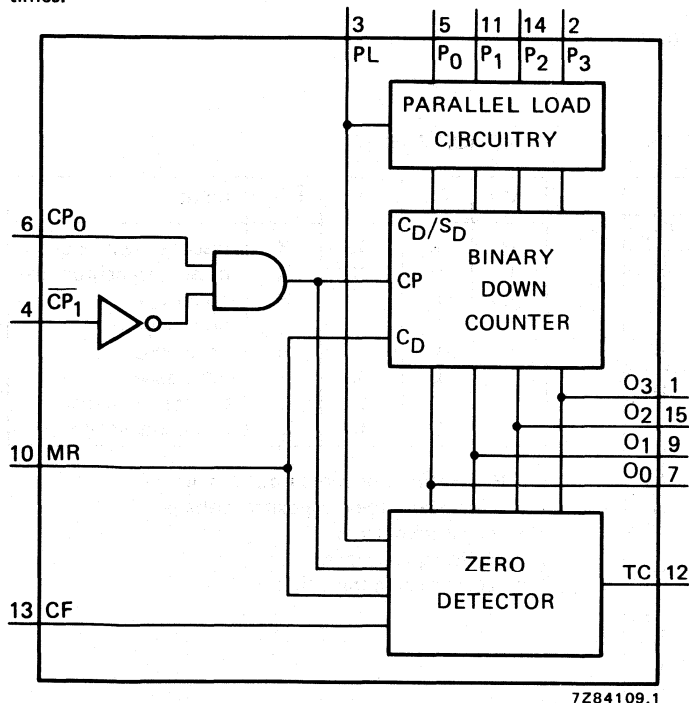 times.
3 5 11 14 2
PL P0 P1 P2 P3
PARALLEL LOAD
CIRCUITRY
6 CP0
CD/SD
BINARY
DOWN
COUNTER
CP
4 C̅P̅1̅
CD
O3 1
O2 15
O1 9
O0 7
10 MR
ZERO
DETECTOR
TC 12
13 CF
7Z84109.1